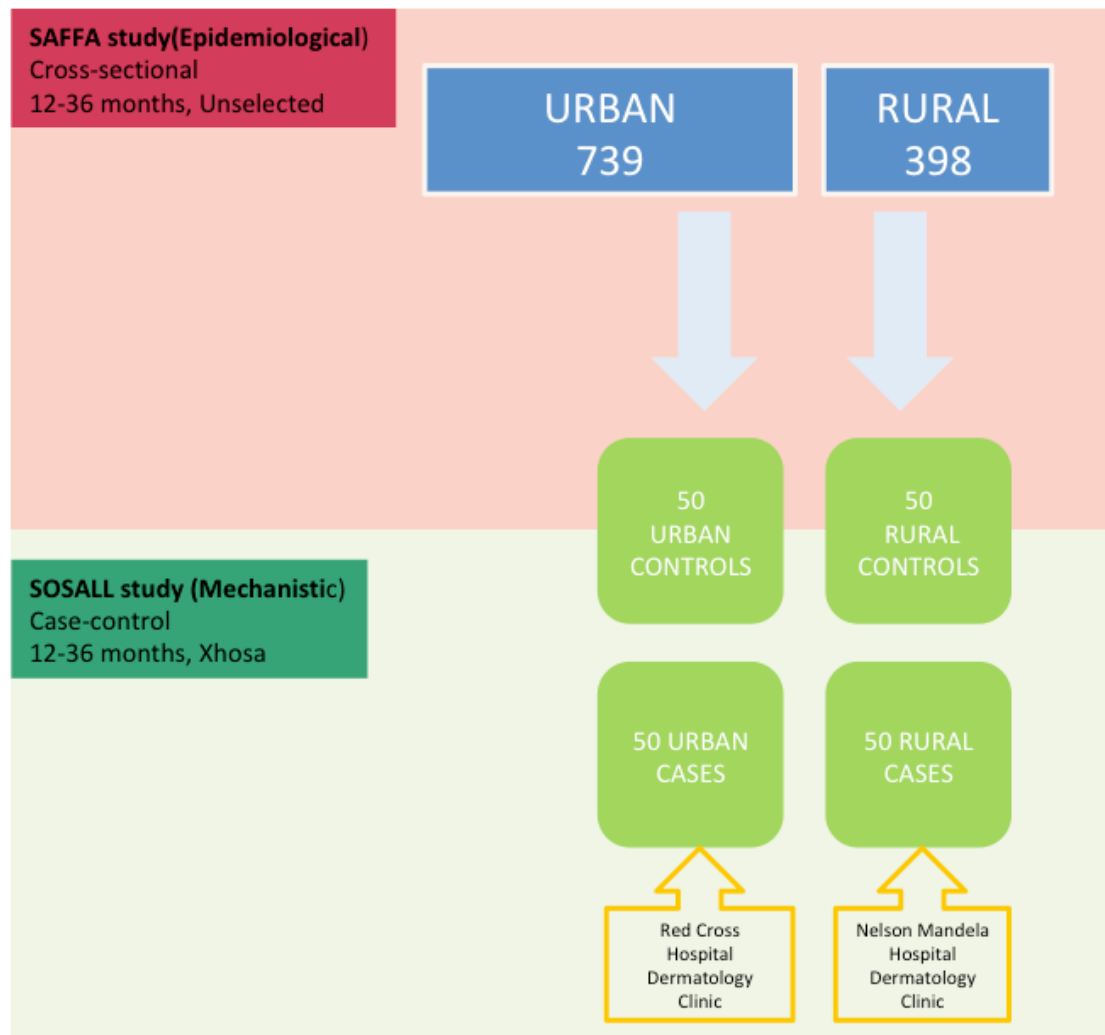 SAFFA study(Epidemiological)
Cross-sectional
12-36 months, Unselected
URBAN
739
RURAL
398
50
URBAN
CONTROLS
50
RURAL
CONTROLS
SOSALL study (Mechanistic)
Case-control
12-36 months, Xhosa
50 URBAN
CASES
50 RURAL
CASES
Red Cross
Hospital
Dermatology
Clinic
Nelson Mandela
Hospital
Dermatology
Clinic